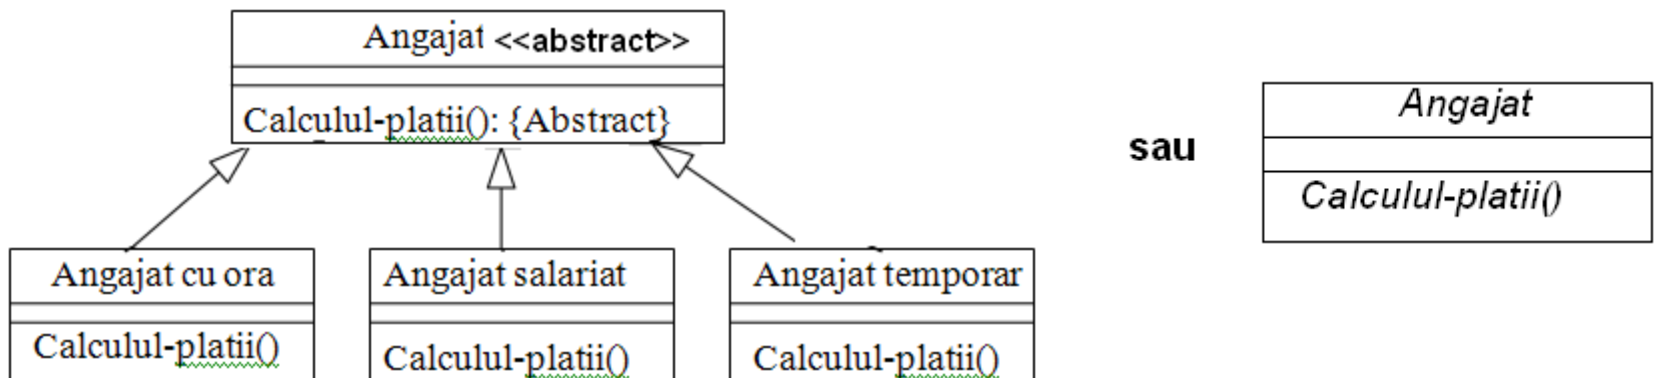 Angajat <<abstract>>
Calculul-platii(): {Abstract}
sau
Angajat
Calculul-platii()
Angajat cu ora
Calculul-platii()
Angajat salariat
Calculul-platii()
Angajat temporar
Calculul-platii()